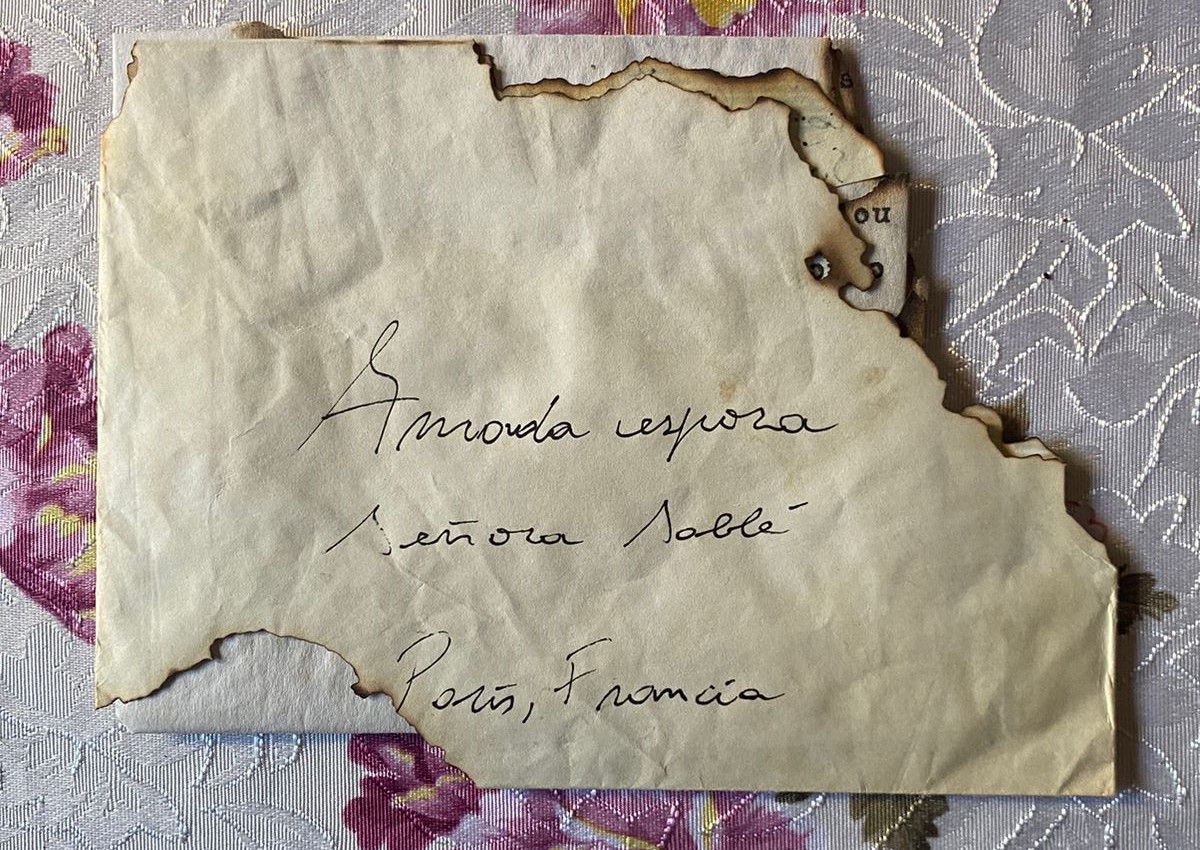 s
ou
Amada esposa
Señora Sablé
París, Francia